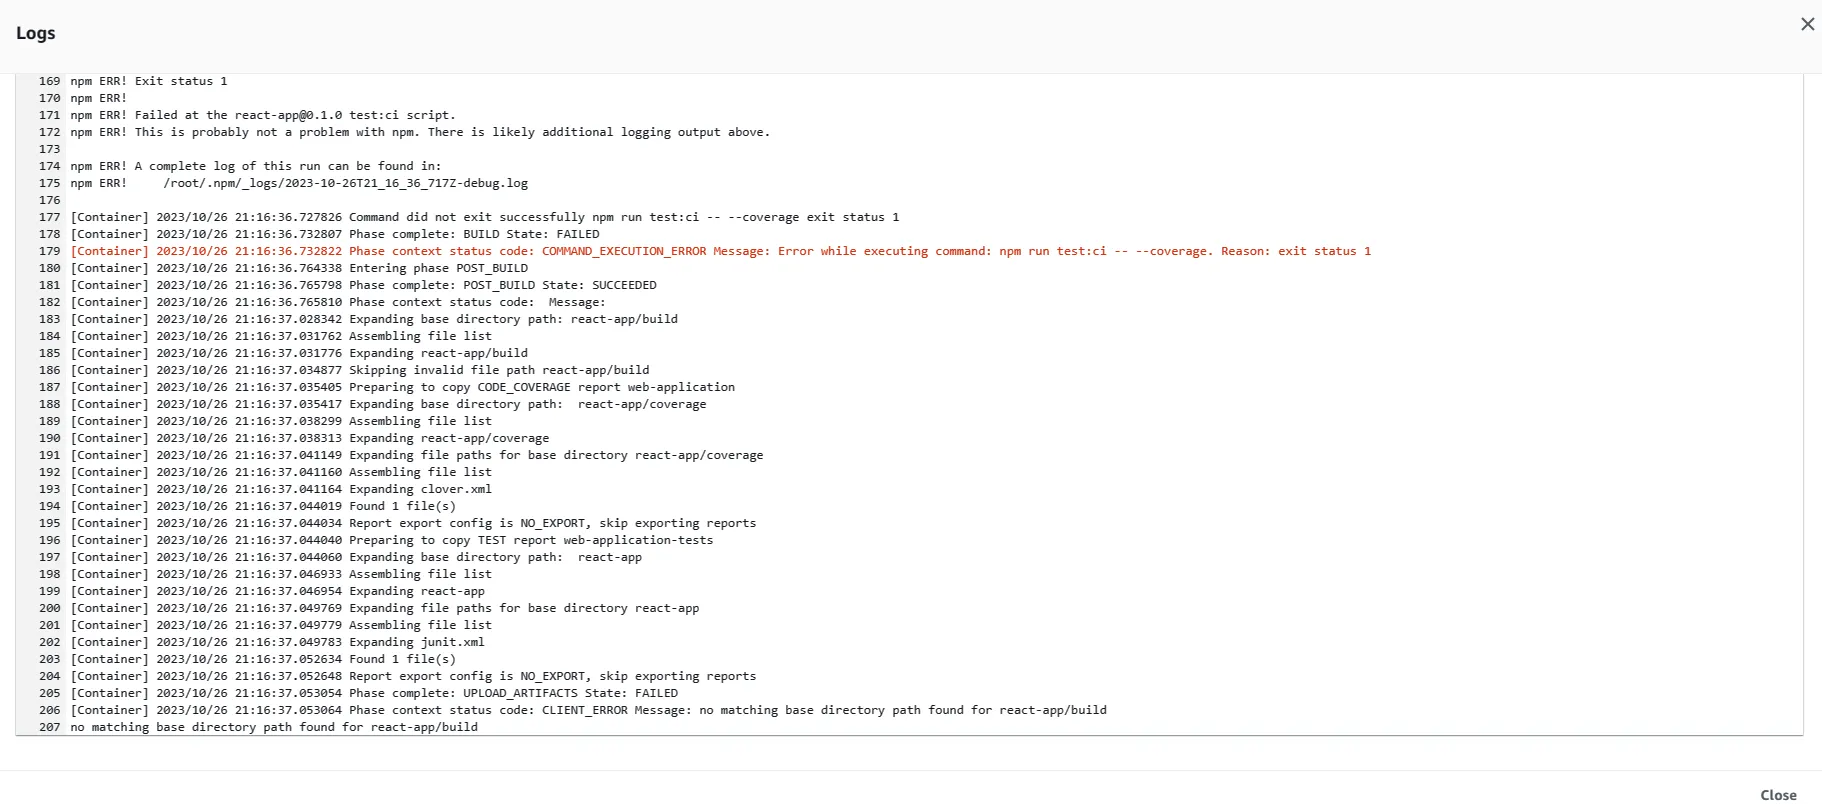 Logs
169 npm ERR! Exit status 1
170 npm ERR!
171 npm ERR! Failed at the react-app@0.1.0 test:ci script.
172 npm ERR! This is probably not a problem with npm. There is likely additional logging output above.
173
174 npm ERR! A complete log of this run can be found in:
175 npm ERR!     /root/.npm/_logs/2023-10-26T21_16_36_717Z-debug.log
176
177 [Container] 2023/10/26 21:16:36.727826 Command did not exit successfully npm run test:ci -- --coverage exit status 1
178 [Container] 2023/10/26 21:16:36.732807 Phase complete: BUILD State: FAILED
179 [Container] 2023/10/26 21:16:36.732822 Phase context status code: COMMAND_EXECUTION_ERROR Message: Error while executing command: npm run test:ci -- --coverage. Reason: exit status 1
180 [Container] 2023/10/26 21:16:36.764338 Entering phase POST_BUILD
181 [Container] 2023/10/26 21:16:36.765798 Phase complete: POST_BUILD State: SUCCEEDED
182 [Container] 2023/10/26 21:16:36.765810 Phase context status code:  Message:
183 [Container] 2023/10/26 21:16:37.028342 Expanding base directory path: react-app/build
184 [Container] 2023/10/26 21:16:37.031762 Assembling file list
185 [Container] 2023/10/26 21:16:37.031776 Expanding react-app/build
186 [Container] 2023/10/26 21:16:37.034877 Skipping invalid file path react-app/build
187 [Container] 2023/10/26 21:16:37.035405 Preparing to copy CODE_COVERAGE report web-application
188 [Container] 2023/10/26 21:16:37.035417 Expanding base directory path:  react-app/coverage
189 [Container] 2023/10/26 21:16:37.038299 Assembling file list
190 [Container] 2023/10/26 21:16:37.038313 Expanding react-app/coverage
191 [Container] 2023/10/26 21:16:37.041149 Expanding file paths for base directory react-app/coverage
192 [Container] 2023/10/26 21:16:37.041160 Assembling file list
193 [Container] 2023/10/26 21:16:37.041164 Expanding clover.xml
194 [Container] 2023/10/26 21:16:37.044019 Found 1 file(s)
195 [Container] 2023/10/26 21:16:37.044034 Report export config is NO_EXPORT, skip exporting reports
196 [Container] 2023/10/26 21:16:37.044040 Preparing to copy TEST report web-application-tests
197 [Container] 2023/10/26 21:16:37.044060 Expanding base directory path:  react-app
198 [Container] 2023/10/26 21:16:37.046933 Assembling file list
199 [Container] 2023/10/26 21:16:37.046954 Expanding react-app
200 [Container] 2023/10/26 21:16:37.049769 Expanding file paths for base directory react-app
201 [Container] 2023/10/26 21:16:37.049779 Assembling file list
202 [Container] 2023/10/26 21:16:37.049783 Expanding junit.xml
203 [Container] 2023/10/26 21:16:37.052634 Found 1 file(s)
204 [Container] 2023/10/26 21:16:37.052648 Report export config is NO_EXPORT, skip exporting reports
205 [Container] 2023/10/26 21:16:37.053054 Phase complete: UPLOAD_ARTIFACTS State: FAILED
206 [Container] 2023/10/26 21:16:37.053064 Phase context status code: CLIENT_ERROR Message: no matching base directory path found for react-app/build
207 no matching base directory path found for react-app/build
Close